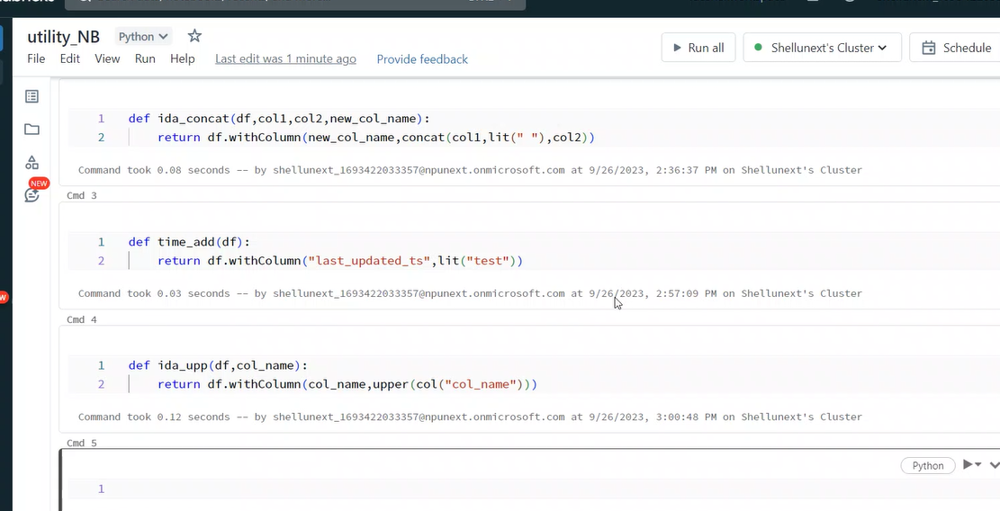 utility_NB Python
File Edit View Run Help Last edit was 1 minute ago Provide feedback
Run all Shellunext's Cluster Schedule
NEW
1 def ida_concat(df,col1,col2,new_col_name):
2 return df.withColumn(new_col_name,concat(col1,lit(" "),col2))
Command took 0.08 seconds -- by shellunext_1693422033357@npunext.onmicrosoft.com at 9/26/2023, 2:36:37 PM on Shellunext's Cluster
Cmd 3
1 def time_add(df):
2 return df.withColumn("last_updated_ts",lit("test"))
Command took 0.03 seconds -- by shellunext_1693422033357@npunext.onmicrosoft.com at 9/26/2023, 2:57:09 PM on Shellunext's Cluster
Cmd 4
1 def ida_upp(df,col_name):
2 return df.withColumn(col_name,upper(col("col_name")))
Command took 0.12 seconds -- by shellunext_1693422033357@npunext.onmicrosoft.com at 9/26/2023, 3:00:48 PM on Shellunext's Cluster
Cmd 5
Python
1